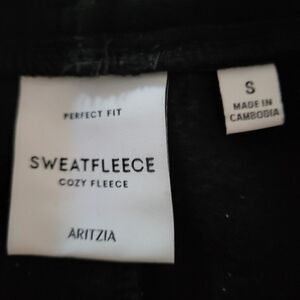 PERFECT FIT
SWEATFLEECE
COZY FLEECE
ARITZIA
S
MADE IN
CAMBODIA